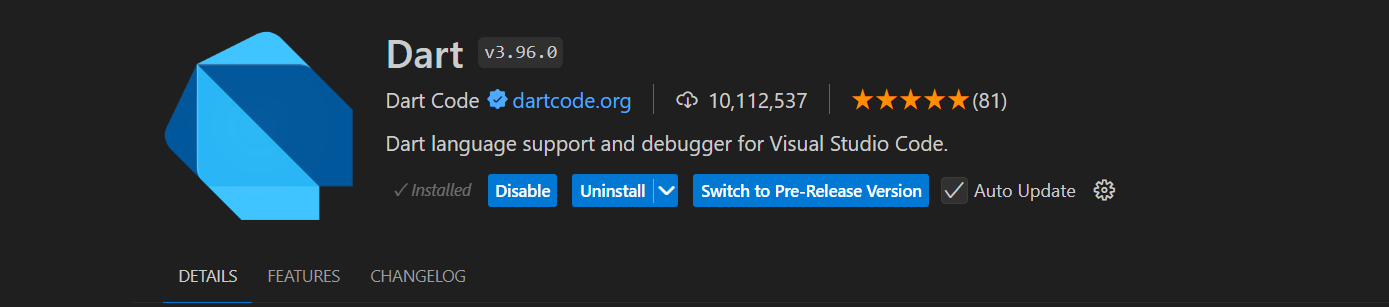 Dart v3.96.0
Dart Code dartcode.org 10,112,537 (81)
Dart language support and debugger for Visual Studio Code.
Installed Disable Uninstall Switch to Pre-Release Version Auto Update
DETAILS FEATURES CHANGELOG